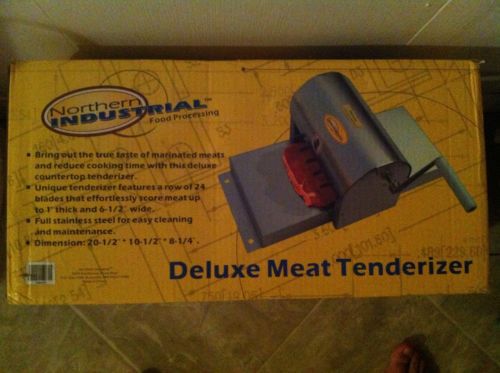 Northern
INDUSTRIAL™
Food Processing
• Bring out the true taste of marinated meats
and reduce cooking time with this deluxe
countertop tenderizer.
• Unique tenderizer features a row of 24
blades that effortlessly score meat up
to 1" thick and 6-1/2" wide.
• Full stainless steel for easy cleaning
and maintenance.
• Dimension: 20-1/2" * 10-1/2" * 8-1/4".
Deluxe Meat Tenderizer